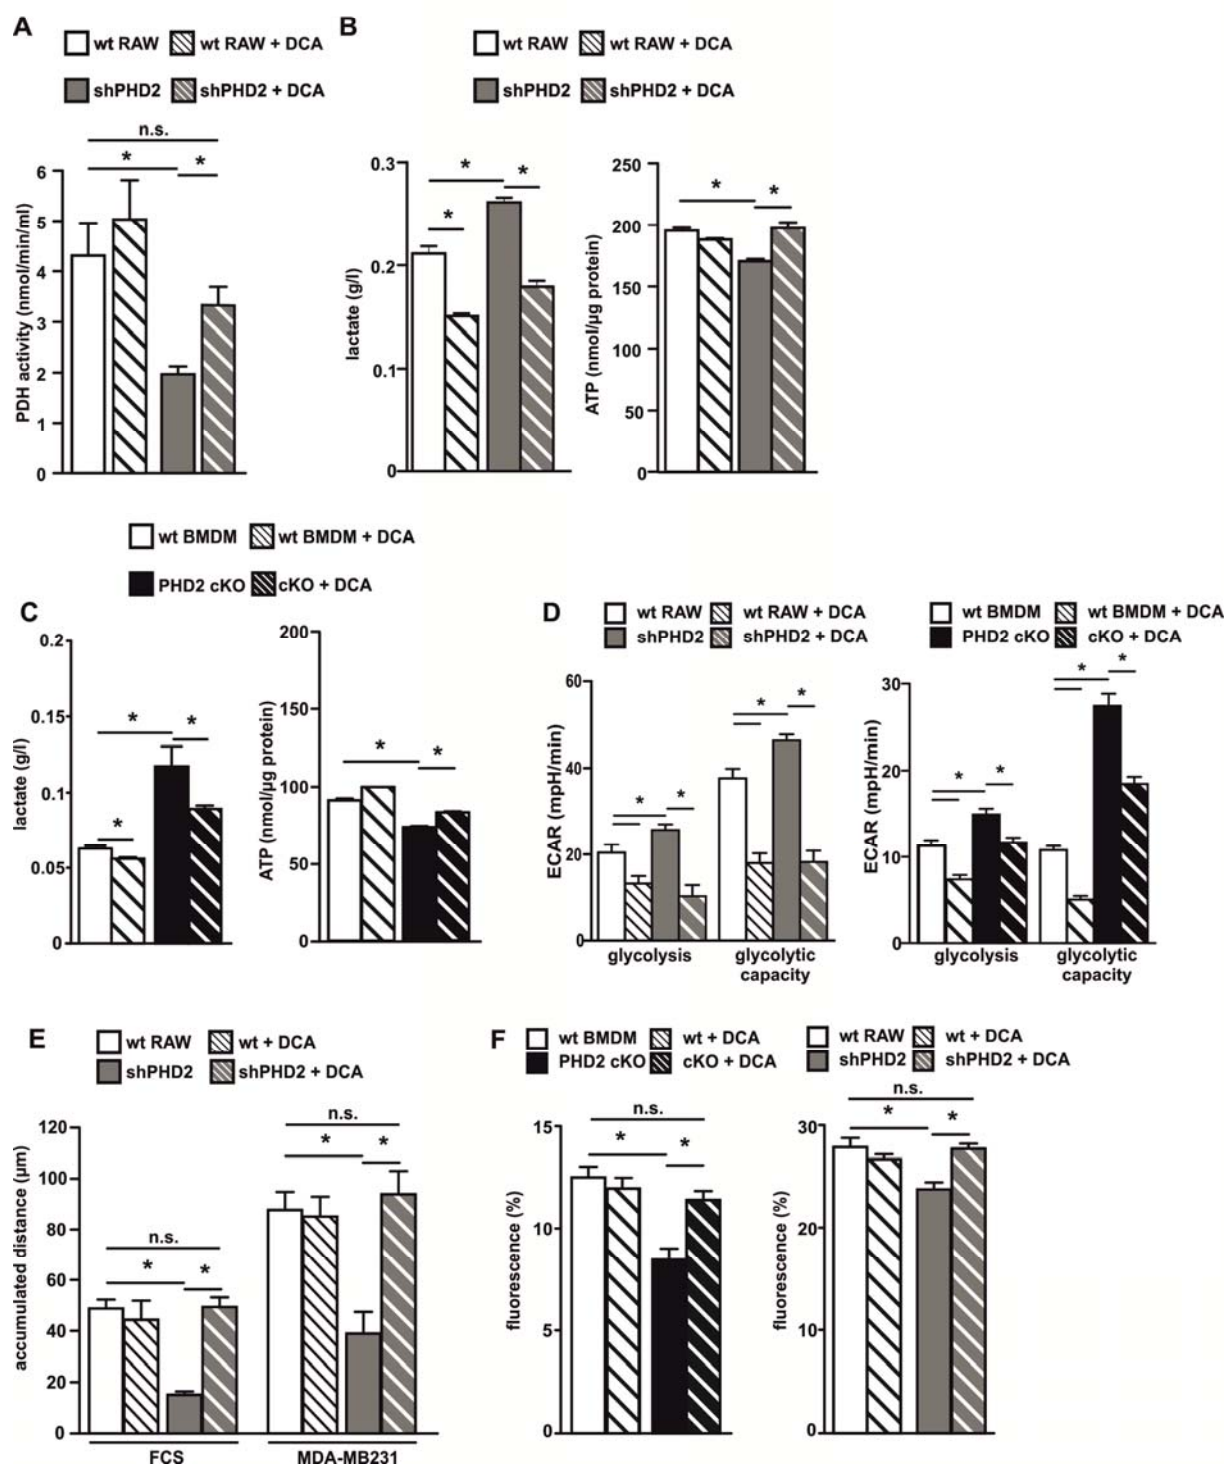 A
wt RAW wt RAW + DCA
shPHD2 shPHD2 + DCA
n.s.
* *
PDH activity (nmol/min/ml)
6
5
4
3
2
1
0
B
wt RAW wt RAW + DCA
shPHD2 shPHD2 + DCA
lactate (g/l)
0.3
0.2
0.1
0
* *
*
ATP (nmol/µg protein)
250
200
150
100
50
0
* *
wt BMDM wt BMDM + DCA
PHD2 cKO cKO + DCA
C
lactate (g/l)
0.2
0.15
0.1
0.05
0
* *
*
ATP (nmol/µg protein)
200
150
100
50
0
* *
D
wt RAW wt RAW + DCA
shPHD2 shPHD2 + DCA
ECAR (mpH/min)
60
40
20
0
* *
* *
glycolysis glycolytic
capacity
wt BMDM wt BMDM + DCA
PHD2 cKO cKO + DCA
ECAR (mpH/min)
30
20
10
0
* *
* *
glycolysis glycolytic
capacity
E
wt RAW wt + DCA
shPHD2 shPHD2 + DCA
accumulated distance (µm)
120
100
80
60
40
20
0
n.s.
* *
n.s.
* *
FCS MDA-MB231
F
wt BMDM wt + DCA
PHD2 cKO cKO + DCA
fluorescence (%)
15
10
5
0
n.s.
* *
wt RAW wt + DCA
shPHD2 shPHD2 + DCA
fluorescence (%)
30
20
10
0
n.s.
* *